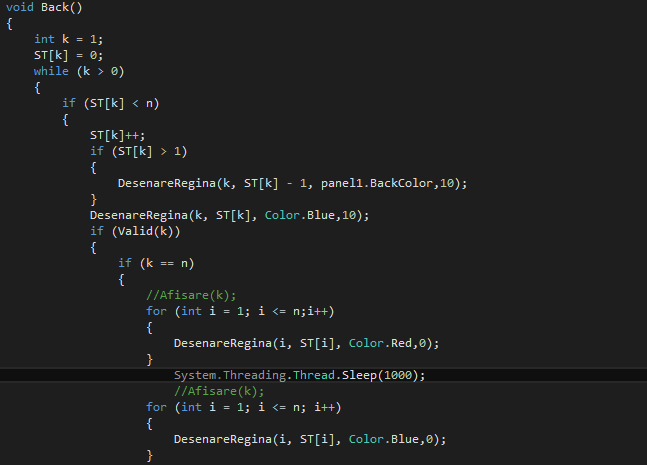 void Back()
{
int k = 1;
ST[k] = 0;
while (k > 0)
{
if (ST[k] < n)
{
ST[k]++;
if (ST[k] > 1)
{
DesenareRegina(k, ST[k] - 1, panel1.BackColor,10);
}
DesenareRegina(k, ST[k], Color.Blue,10);
if (Valid(k))
{
if (k == n)
{
//Afisare(k);
for (int i = 1; i <= n;i++)
{
DesenareRegina(i, ST[i], Color.Red,0);
}
System.Threading.Thread.Sleep(1000);
//Afisare(k);
for (int i = 1; i <= n; i++)
{
DesenareRegina(i, ST[i], Color.Blue,0);
}